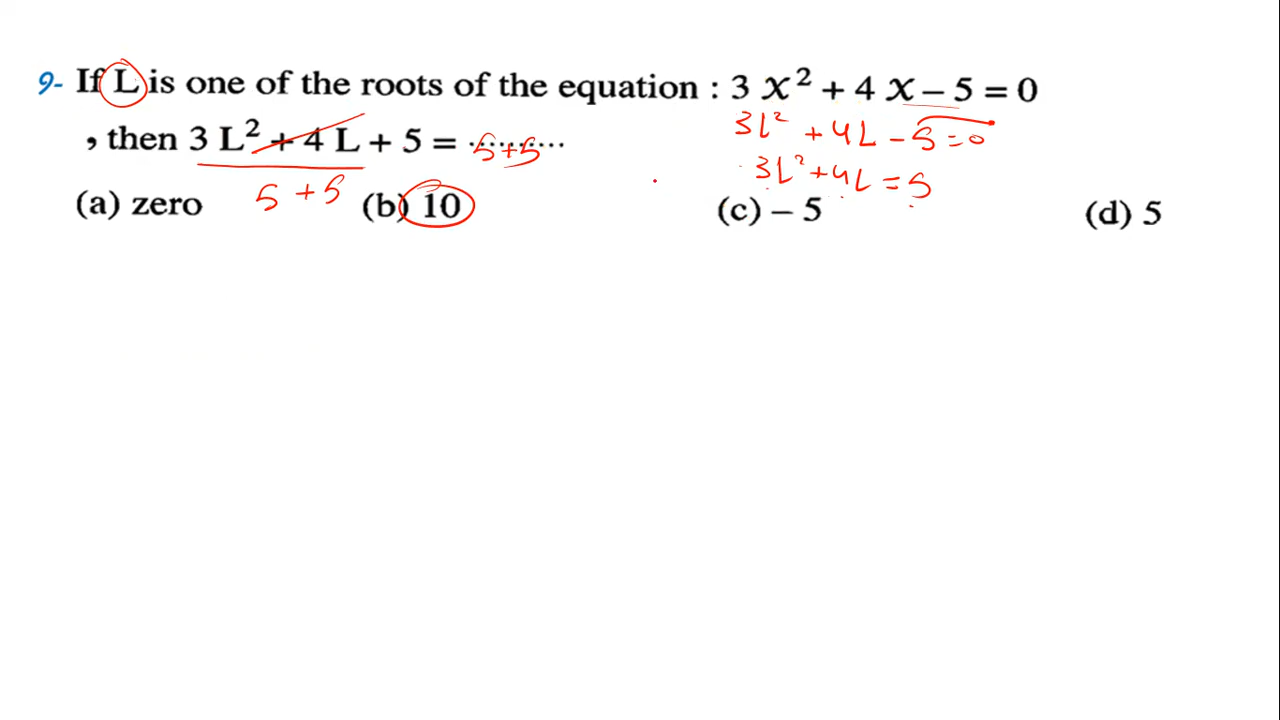 9- If L is one of the roots of the equation : 3 x² + 4 x – 5 = 0
3L² + 4L – 5 = 0
, then 3 L² + 4 L + 5 = ............ 5+5
3L² + 4L = 5
5 + 5
(a) zero (b) 10 (c) – 5 (d) 5